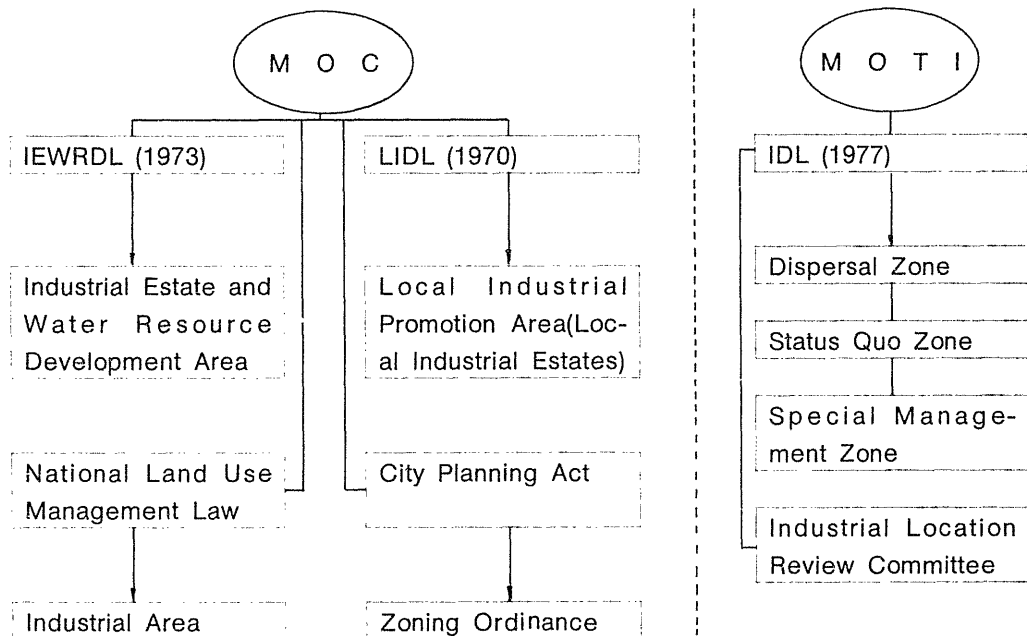 M O C
IEWRDL (1973)
LIDL (1970)
Industrial Estate and
Water Resource
Development Area
Local Industrial
Promotion Area(Loc-
al Industrial Estates)
National Land Use
Management Law
City Planning Act
Industrial Area
Zoning Ordinance
M O T I
IDL (1977)
Dispersal Zone
Status Quo Zone
Special Manage-
ment Zone
Industrial Location
Review Committee